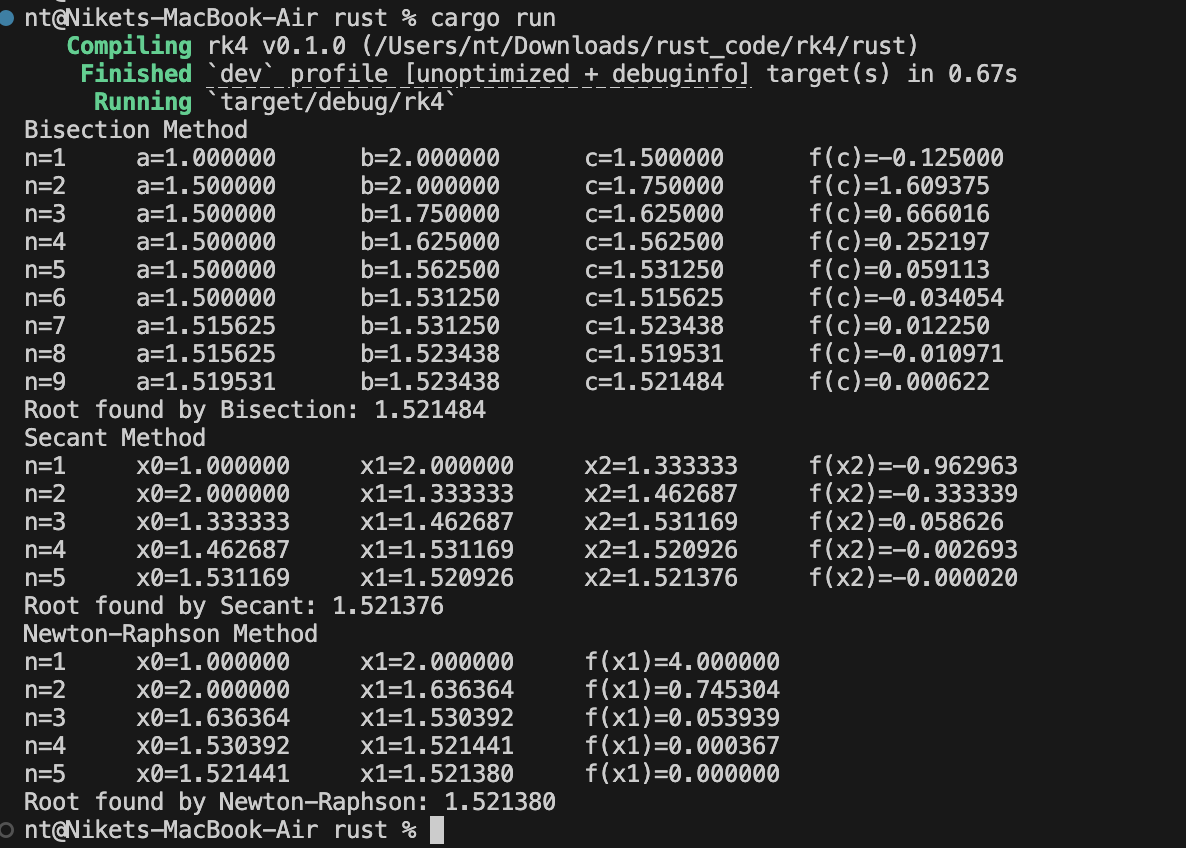 nt@Nikets-MacBook-Air rust % cargo run
Compiling rk4 v0.1.0 (/Users/nt/Downloads/rust_code/rk4/rust)
Finished `dev` profile [unoptimized + debuginfo] target(s) in 0.67s
Running `target/debug/rk4`
Bisection Method
n=1 a=1.000000 b=2.000000 c=1.500000 f(c)=-0.125000
n=2 a=1.500000 b=2.000000 c=1.750000 f(c)=1.609375
n=3 a=1.500000 b=1.750000 c=1.625000 f(c)=0.666016
n=4 a=1.500000 b=1.625000 c=1.562500 f(c)=0.252197
n=5 a=1.500000 b=1.562500 c=1.531250 f(c)=0.059113
n=6 a=1.500000 b=1.531250 c=1.515625 f(c)=-0.034054
n=7 a=1.515625 b=1.531250 c=1.523438 f(c)=0.012250
n=8 a=1.515625 b=1.523438 c=1.519531 f(c)=-0.010971
n=9 a=1.519531 b=1.523438 c=1.521484 f(c)=0.000622
Root found by Bisection: 1.521484
Secant Method
n=1 x0=1.000000 x1=2.000000 x2=1.333333 f(x2)=-0.962963
n=2 x0=2.000000 x1=1.333333 x2=1.462687 f(x2)=-0.333339
n=3 x0=1.333333 x1=1.462687 x2=1.531169 f(x2)=0.058626
n=4 x0=1.462687 x1=1.531169 x2=1.520926 f(x2)=-0.002693
n=5 x0=1.531169 x1=1.520926 x2=1.521376 f(x2)=-0.000020
Root found by Secant: 1.521376
Newton-Raphson Method
n=1 x0=1.000000 x1=2.000000 f(x1)=4.000000
n=2 x0=2.000000 x1=1.636364 f(x1)=0.745304
n=3 x0=1.636364 x1=1.530392 f(x1)=0.053939
n=4 x0=1.530392 x1=1.521441 f(x1)=0.000367
n=5 x0=1.521441 x1=1.521380 f(x1)=0.000000
Root found by Newton-Raphson: 1.521380
nt@Nikets-MacBook-Air rust %